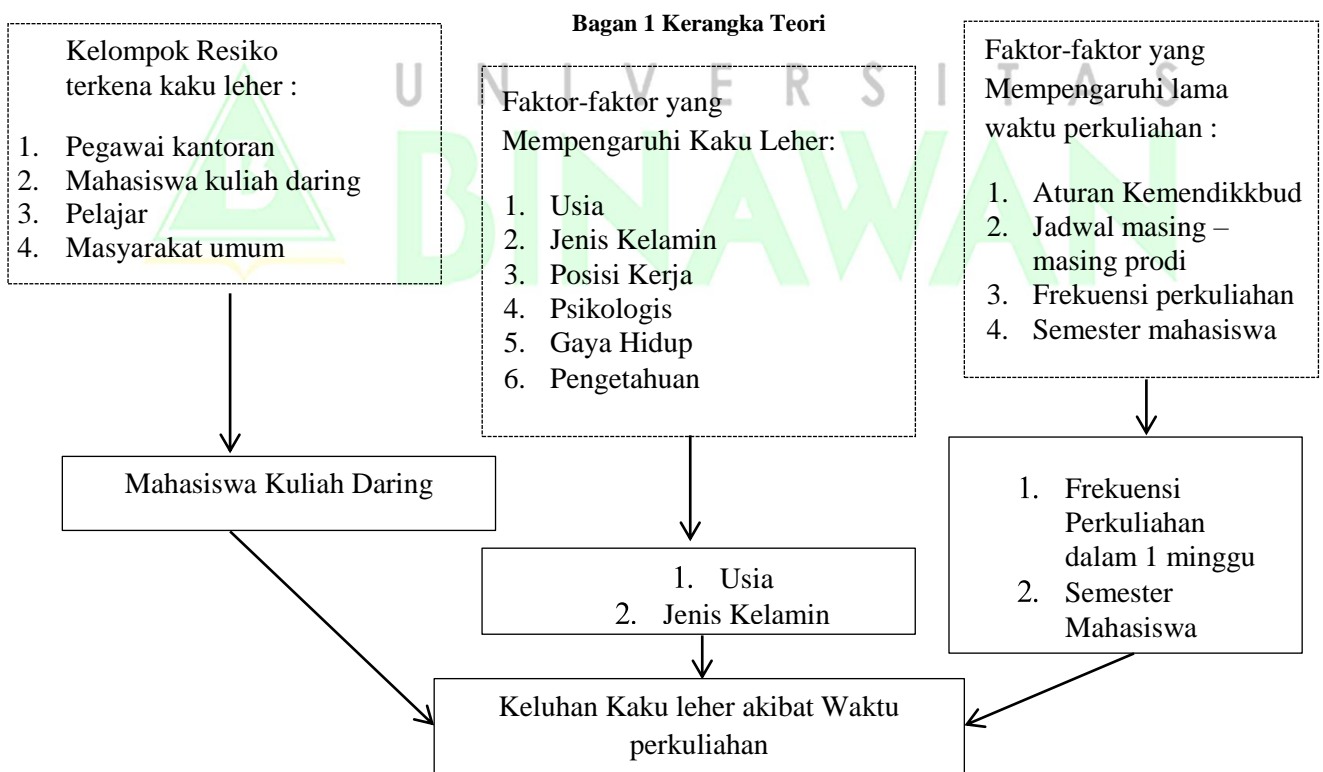 Bagan 1 Kerangka Teori
UNIVERSITAS
BINAWAN
Kelompok Resiko
terkena kaku leher :
1. Pegawai kantoran
2. Mahasiswa kuliah daring
3. Pelajar
4. Masyarakat umum
Faktor-faktor yang
Mempengaruhi Kaku Leher:
1. Usia
2. Jenis Kelamin
3. Posisi Kerja
4. Psikologis
5. Gaya Hidup
6. Pengetahuan
Faktor-faktor yang
Mempengaruhi lama
waktu perkuliahan :
1. Aturan Kemendikkbud
2. Jadwal masing –
masing prodi
3. Frekuensi perkuliahan
4. Semester mahasiswa
Mahasiswa Kuliah Daring
1. Usia
2. Jenis Kelamin
1. Frekuensi
Perkuliahan
dalam 1 minggu
2. Semester
Mahasiswa
Keluhan Kaku leher akibat Waktu
perkuliahan